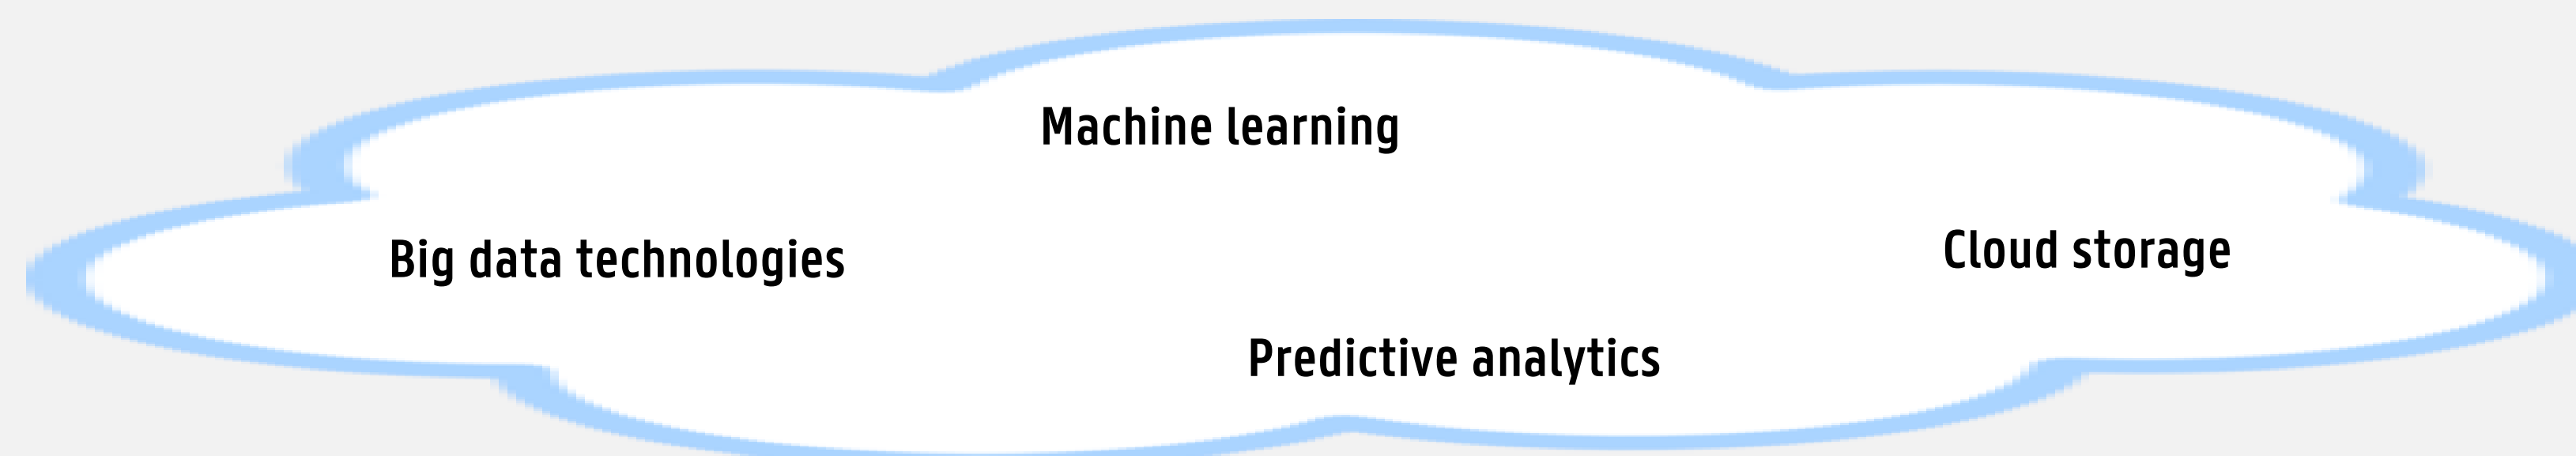 Machine learning
Big data technologies
Cloud storage
Predictive analytics